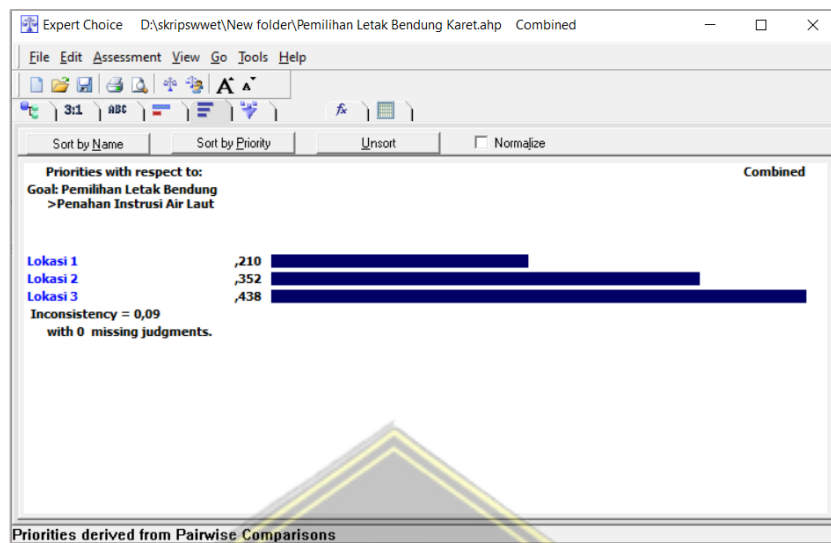 Expert Choice D:\skripswwet\New folder\Pemilihan Letak Bendung Karet.ahp Combined
File Edit Assessment View Go Tools Help
A A
3:1 ABC fx
Sort by Name Sort by Priority Unsort Normalize
Priorities with respect to: Combined
Goal: Pemilihan Letak Bendung
>Penahan Instrusi Air Laut
Lokasi 1 ,210
Lokasi 2 ,352
Lokasi 3 ,438
Inconsistency = 0,09
with 0 missing judgments.
Priorities derived from Pairwise Comparisons